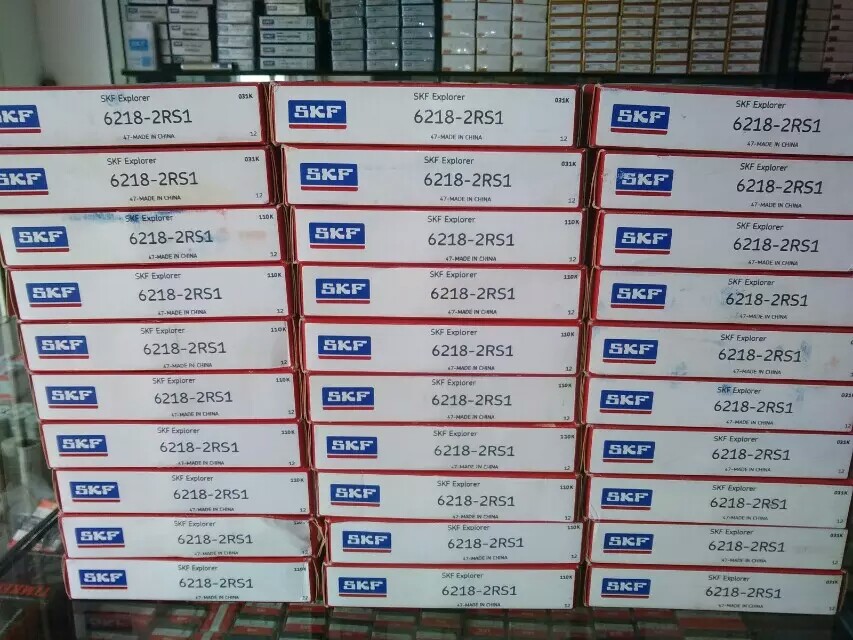 SKF Explorer 031K
SKF 6218-2RS1
47-MADE IN CHINA 12
SKF Explorer 031K
SKF 6218-2RS1
47-MADE IN CHINA 12
SKF Explorer
SKF 6218-2RS1
47-MADE IN CHINA
SKF Explorer 031K
SKF 6218-2RS1
47-MADE IN CHINA 12
SKF Explorer 031K
SKF 6218-2RS1
47-MADE IN CHINA 12
SKF Explorer
SKF 6218-2RS1
47-MADE IN CHINA
SKF Explorer 110K
SKF 6218-2RS1
47-MADE IN CHINA 12
SKF Explorer 110K
SKF 6218-2RS1
47-MADE IN CHINA 12
SKF Explorer
SKF 6218-2RS1
47-MADE IN CHINA
SKF Explorer 110K
SKF 6218-2RS1
47-MADE IN CHINA 12
SKF Explorer 110K
SKF 6218-2RS1
47-MADE IN CHINA 12
SKF Explorer
SKF 6218-2RS1
47-MADE IN CHINA
SKF Explorer 110K
SKF 6218-2RS1
47-MADE IN CHINA 12
SKF Explorer 110K
SKF 6218-2RS1
47-MADE IN CHINA 12
SKF Explorer
SKF 6218-2RS1
47-MADE IN CHINA
SKF Explorer 110K
SKF 6218-2RS1
47-MADE IN CHINA 12
SKF Explorer 110K
SKF 6218-2RS1
47-MADE IN CHINA 12
SKF Explorer
SKF 6218-2RS1
47-MADE IN CHINA 12
SKF Explorer 110K
SKF 6218-2RS1
47-MADE IN CHINA 12
SKF Explorer 110K
SKF 6218-2RS1
47-MADE IN CHINA 12
SKF Explorer 031K
SKF 6218-2RS1
47-MADE IN CHINA 12
SKF Explorer 110K
SKF 6218-2RS1
47-MADE IN CHINA 12
SKF Explorer 110K
SKF 6218-2RS1
47-MADE IN CHINA 12
SKF Explorer 031K
SKF 6218-2RS1
47-MADE IN CHINA 12
SKF Explorer
SKF 6218-2RS1
47-MADE IN CHINA
SKF Explorer 110K
SKF 6218-2RS1
47-MADE IN CHINA 12
SKF Explorer 031K
SKF 6218-2RS1
47-MADE IN CHINA 12
SKF Explorer 110K
SKF 6218-2RS1
47-MADE IN CHINA 12
SKF Explorer 110K
SKF 6218-2RS1
47-MADE IN CHINA 12
SKF Explorer
SKF 6218-2RS1
47-MADE IN CHINA 12